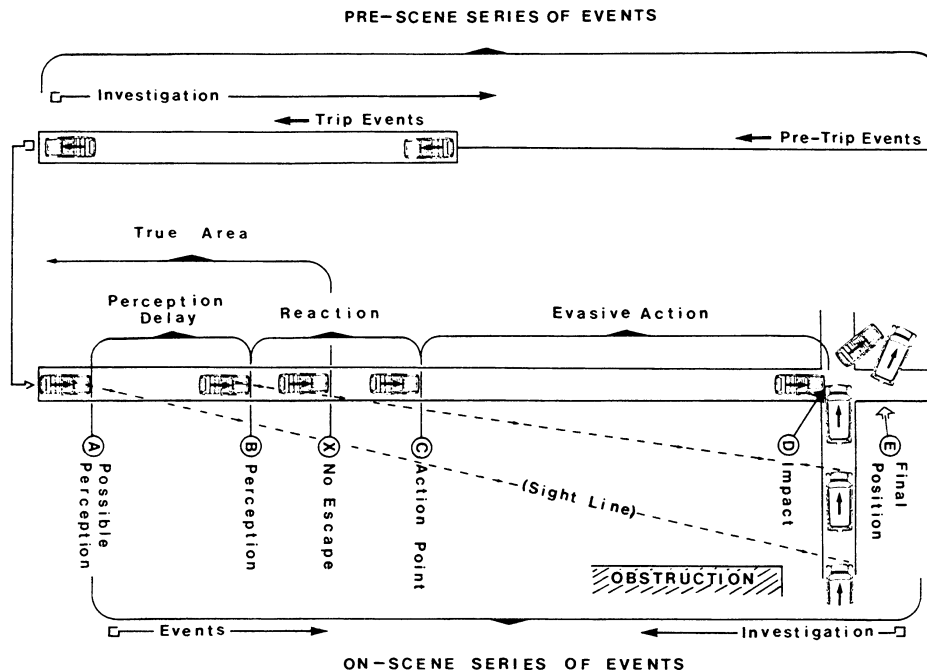 PRE-SCENE SERIES OF EVENTS
Investigation
Trip Events
Pre-Trip Events
True Area
Perception
Delay
Reaction
Evasive Action
A Possible
Perception
B Perception
X No Escape
C Action Point
(Sight Line)
D Impact
E Final
Position
OBSTRUCTION
Events
Investigation
ON-SCENE SERIES OF EVENTS